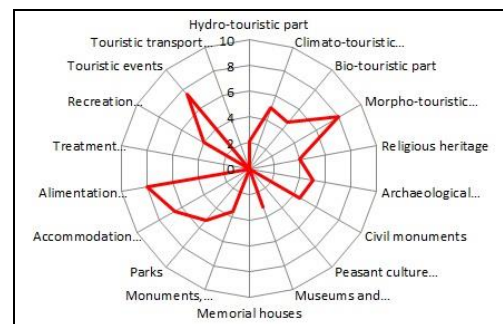 Hydro-touristic part
Touristic transport...
Climato-touristic...
Touristic events
Bio-touristic part
Recreation...
Morpho-touristic...
Treatment...
Religious heritage
Alimentation...
Archaeological...
Accommodation...
Civil monuments
Parks
Peasant culture...
Monuments,...
Museums and...
Memorial houses
10
8
6
4
2
0